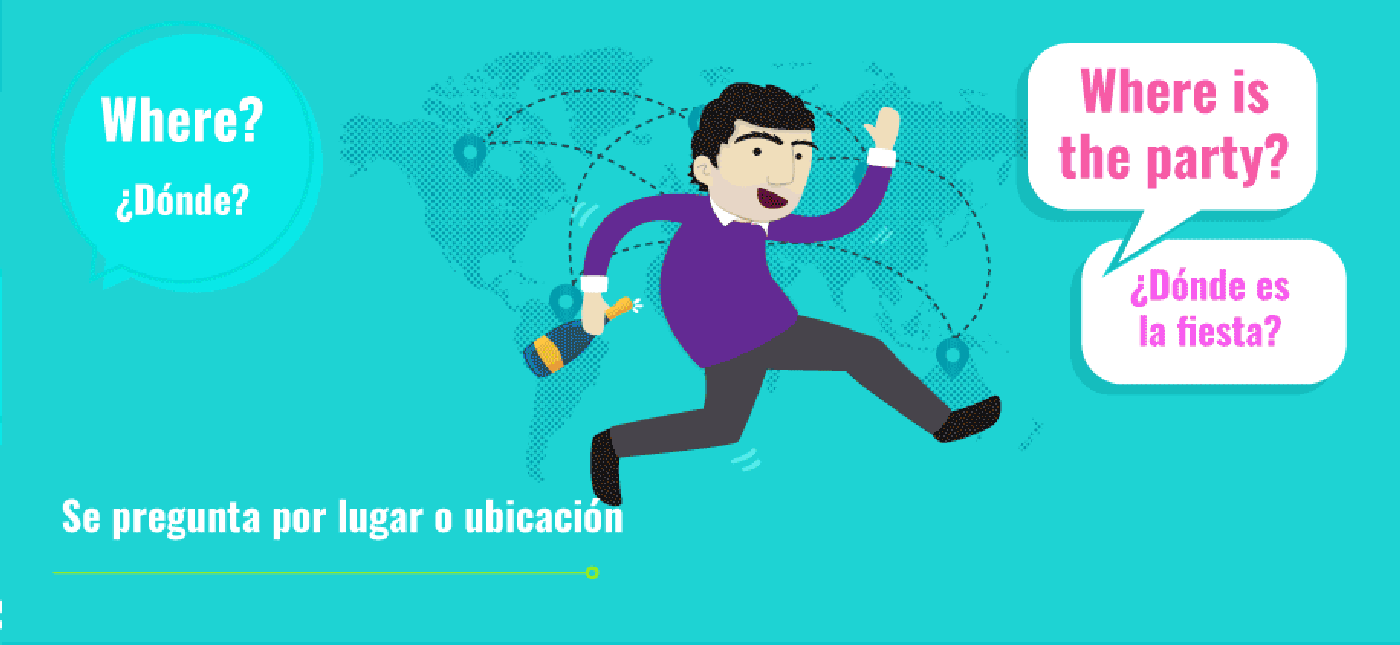 Where?
¿Dónde?
Where is
the party?
¿Dónde es
la fiesta?
Se pregunta por lugar o ubicación